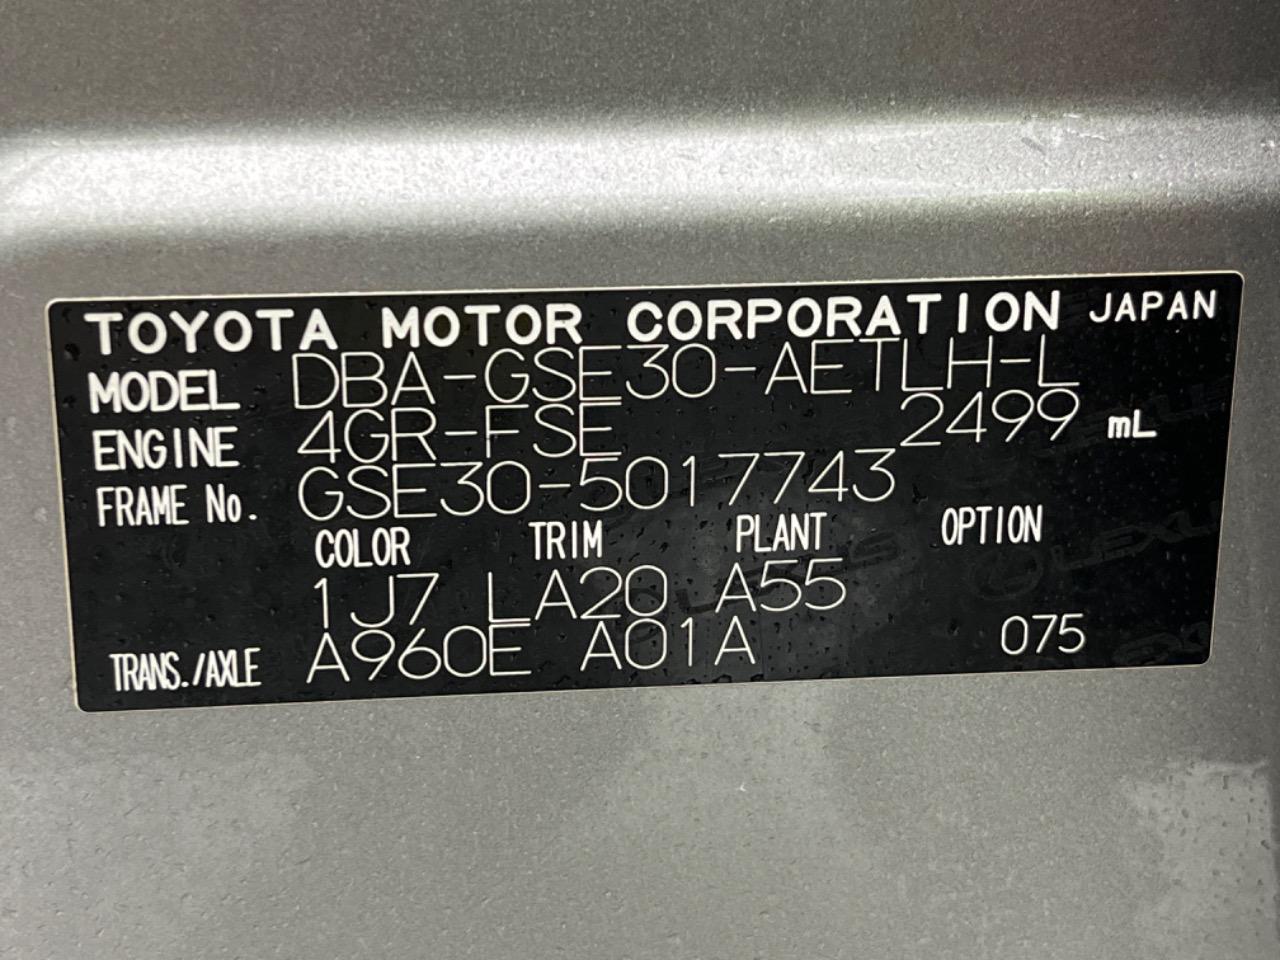 TOYOTA MOTOR CORPORATION JAPAN
MODEL DBA-GSE30-AETLH-L
ENGINE 4GR-FSE 2499 mL
FRAME No. GSE30-5017743
COLOR TRIM PLANT OPTION
1J7 LA20 A55
TRANS./AXLE A960E A01A 075